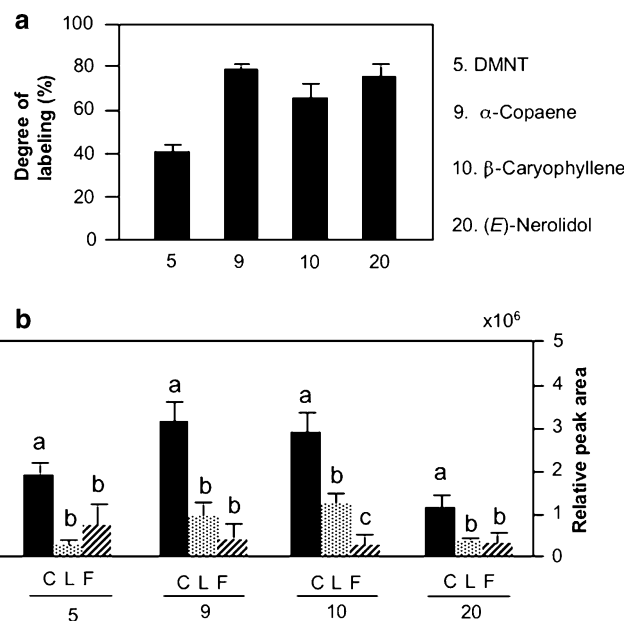 a
Degree of
labeling (%)
100
80
60
40
20
0
5 9 10 20
5. DMNT
9. α-Copaene
10. β-Caryophyllene
20. (E)-Nerolidol
b
x10⁶
a b b a b b a b c a b b
5
4
3
2
1
0
Relative peak area
C L F C L F C L F C L F
5 9 10 20